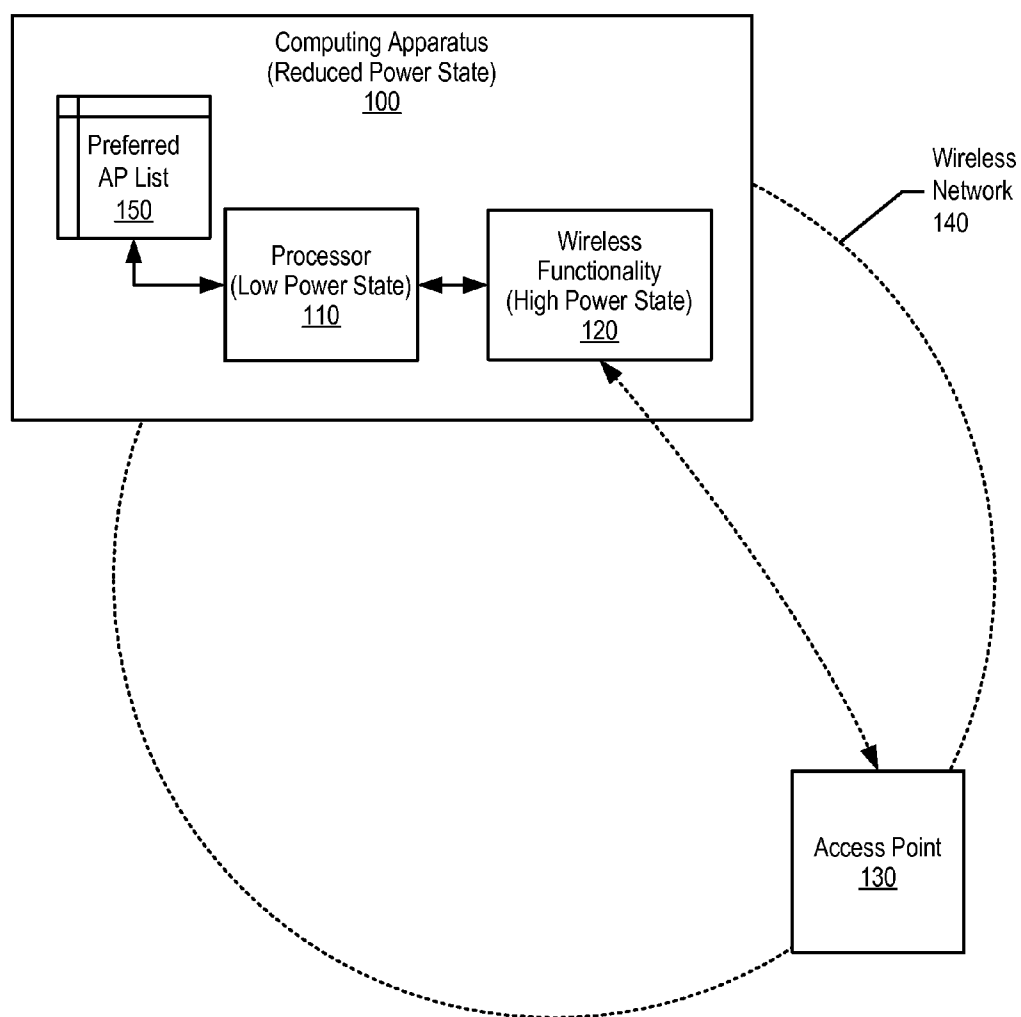 Computing Apparatus
(Reduced Power State)
100
Preferred
AP List
150
Processor
(Low Power State)
110
Wireless
Functionality
(High Power State)
120
Wireless
Network
140
Access Point
130